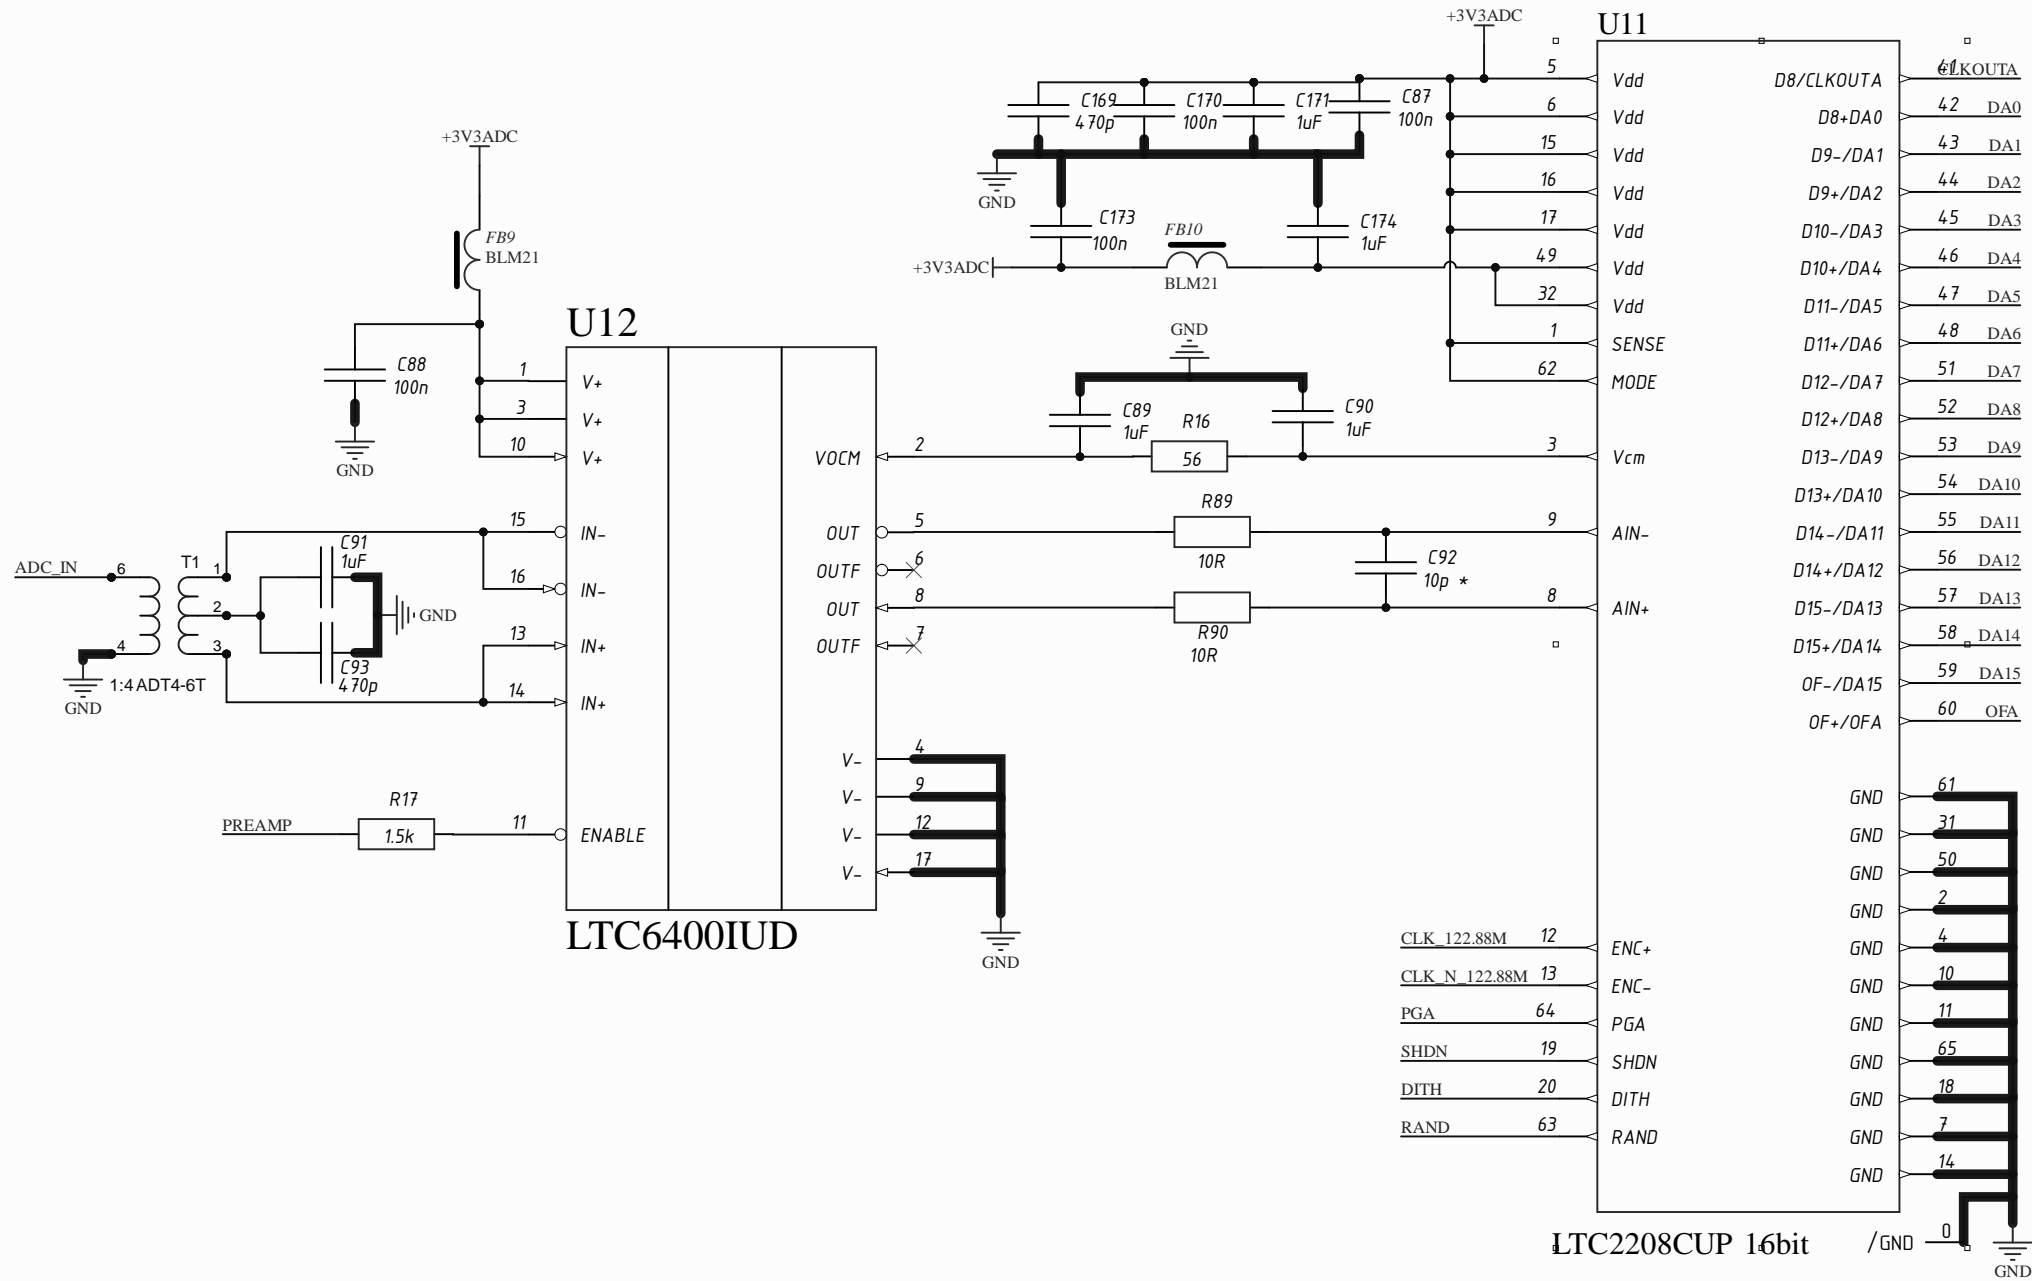 +3V3ADC
U11
C169
470p
C170
100n
C171
1uF
C87
100n
GND
C173
100n
C174
1uF
FB10
BLM21
+3V3ADC
+3V3ADC
FB9
BLM21
C88
100n
GND
U12
1 V+
3 V+
10 V+
15 IN-
16 IN-
13 IN+
14 IN+
11 ENABLE
VOCM 2
OUT 5
OUTF 6
OUT 8
OUTF 7
V- 4
V- 9
V- 12
V- 17
GND
LTC6400IUD
ADC_IN
6
4
T1
1
2
3
GND
1:4 ADT4-6T
C91
1uF
C93
470p
GND
PREAMP
R17
1.5k
GND
C89
1uF
R16
56
C90
1uF
R89
10R
R90
10R
C92
10p *
5 Vdd
6 Vdd
15 Vdd
16 Vdd
17 Vdd
49 Vdd
32 Vdd
1 SENSE
62 MODE
3 Vcm
9 AIN-
8 AIN+
CLK_122.88M 12 ENC+
CLK_N_122.88M 13 ENC-
PGA 64 PGA
SHDN 19 SHDN
DITH 20 DITH
RAND 63 RAND
D8/CLKOUTA 41 CLKOUTA
D8+DA0 42 DA0
D9-/DA1 43 DA1
D9+/DA2 44 DA2
D10-/DA3 45 DA3
D10+/DA4 46 DA4
D11-/DA5 47 DA5
D11+/DA6 48 DA6
D12-/DA7 51 DA7
D12+/DA8 52 DA8
D13-/DA9 53 DA9
D13+/DA10 54 DA10
D14-/DA11 55 DA11
D14+/DA12 56 DA12
D15-/DA13 57 DA13
D15+/DA14 58 DA14
OF-/DA15 59 DA15
OF+/OFA 60 OFA
GND 61
GND 31
GND 50
GND 2
GND 4
GND 10
GND 11
GND 65
GND 18
GND 7
GND 14
LTC2208CUP 16bit
/GND 0
GND